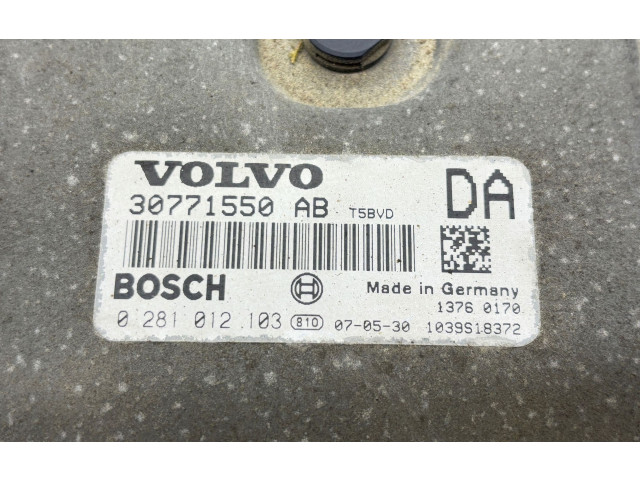 VOLVO
30771550 AB T5BVD
DA
BOSCH
Made in Germany
1376 0170
0 281 012 103 810 07-05-30 1039S18372